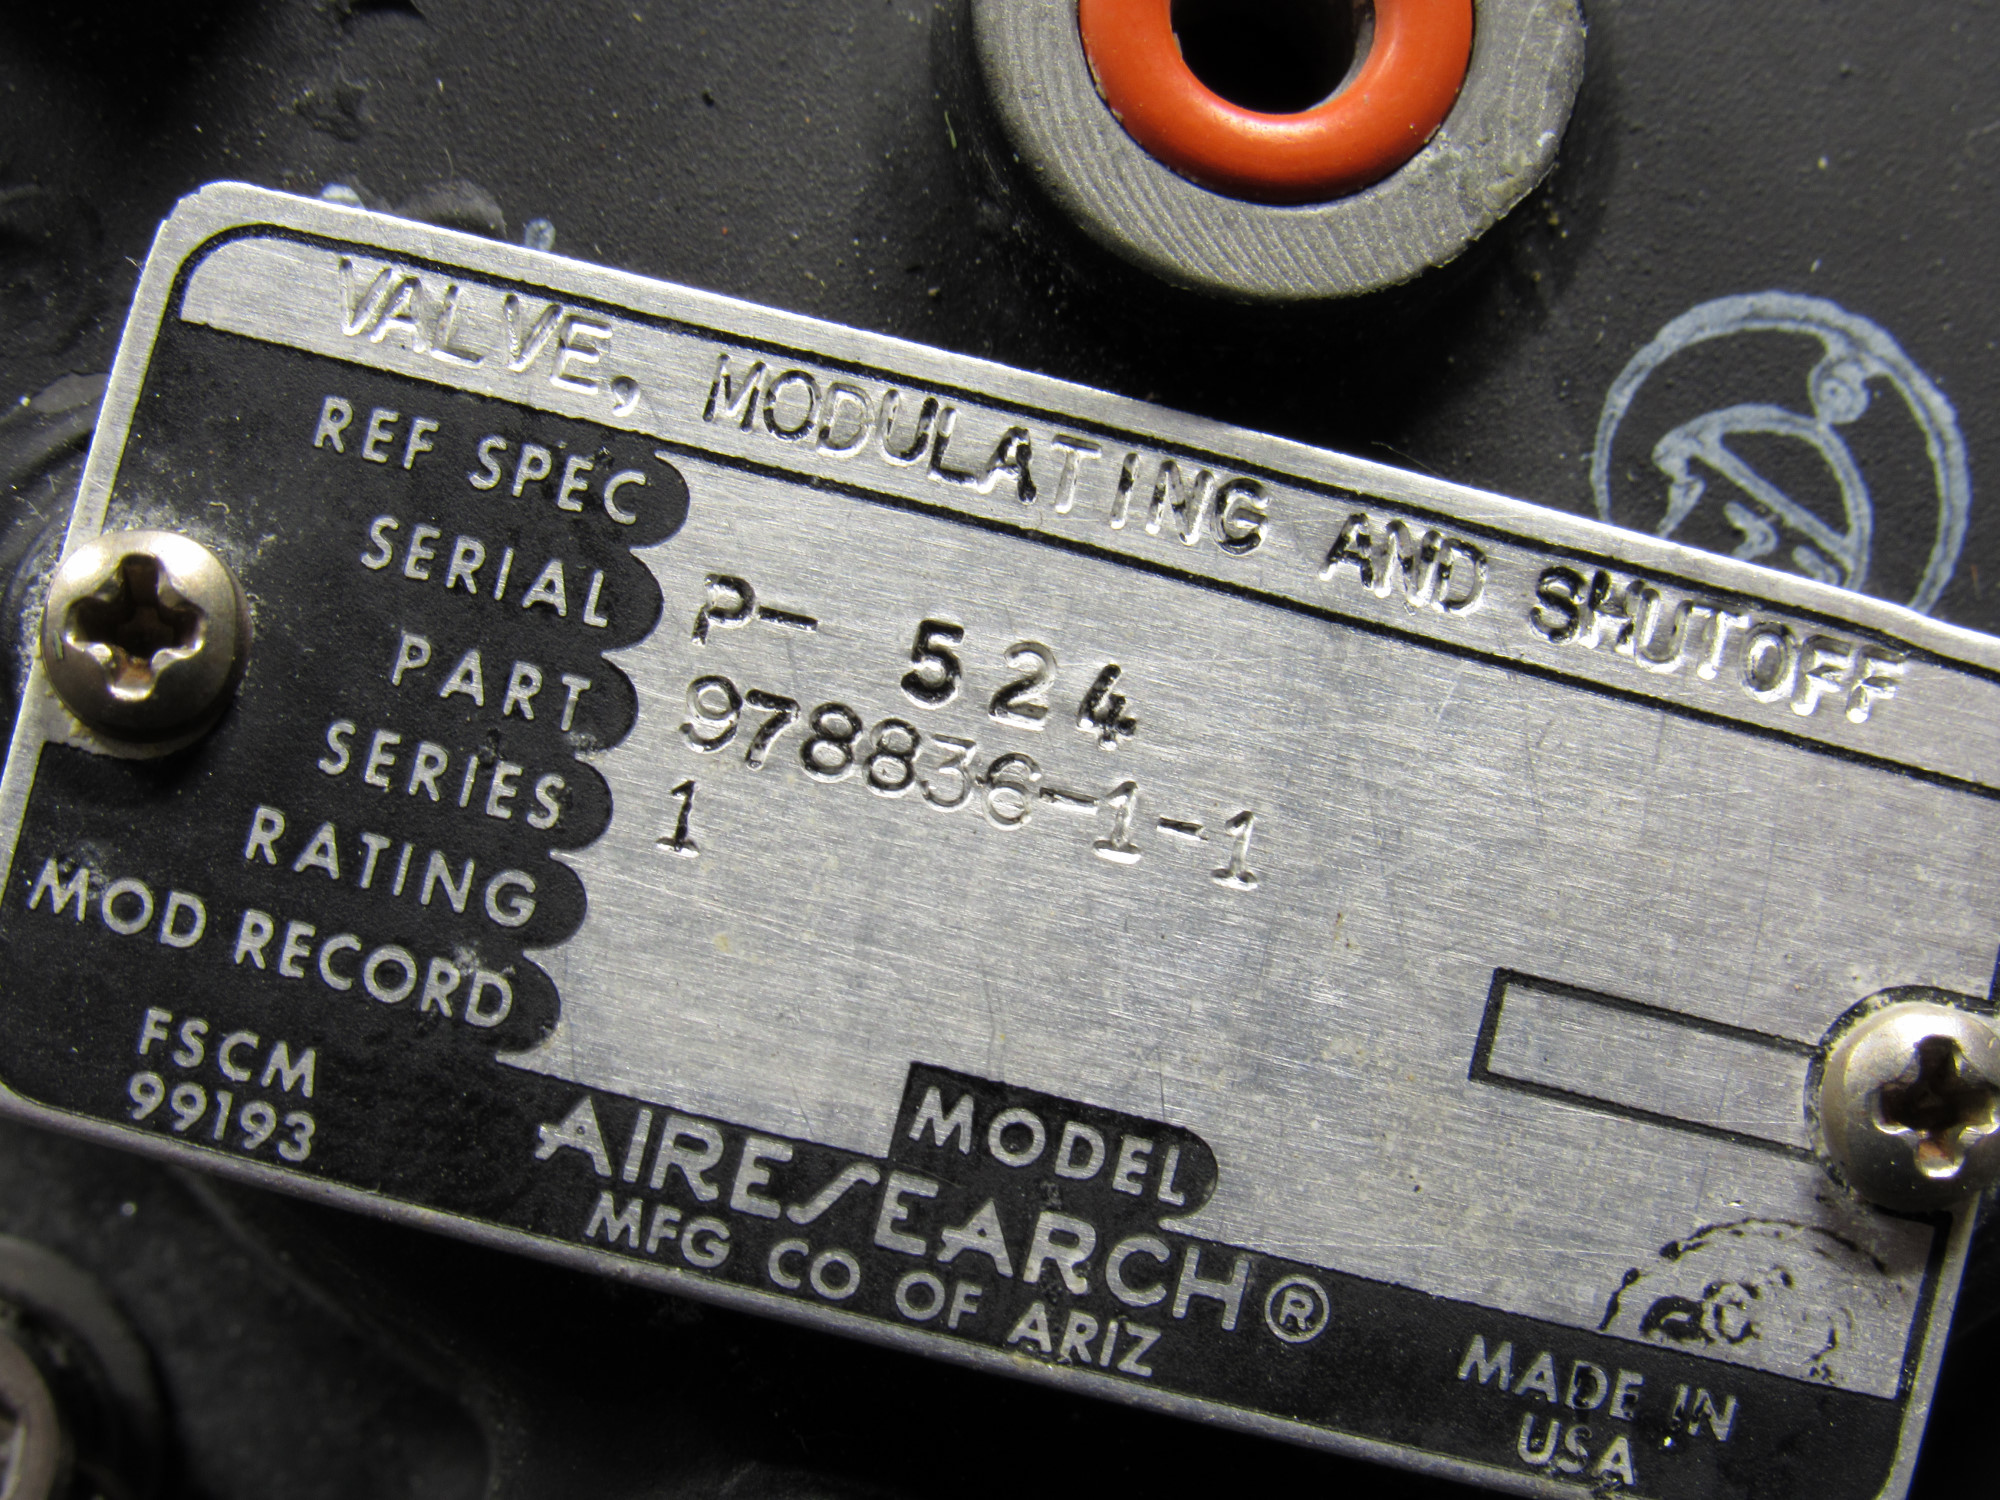 VALVE, MODULATING AND SHUTOFF
REF SPEC
SERIAL P- 524
PART 978836-1-1
SERIES 1
RATING
MOD RECORD
FSCM
99193
MODEL
AIRESEARCH®
MFG CO OF ARIZ
MADE IN
USA